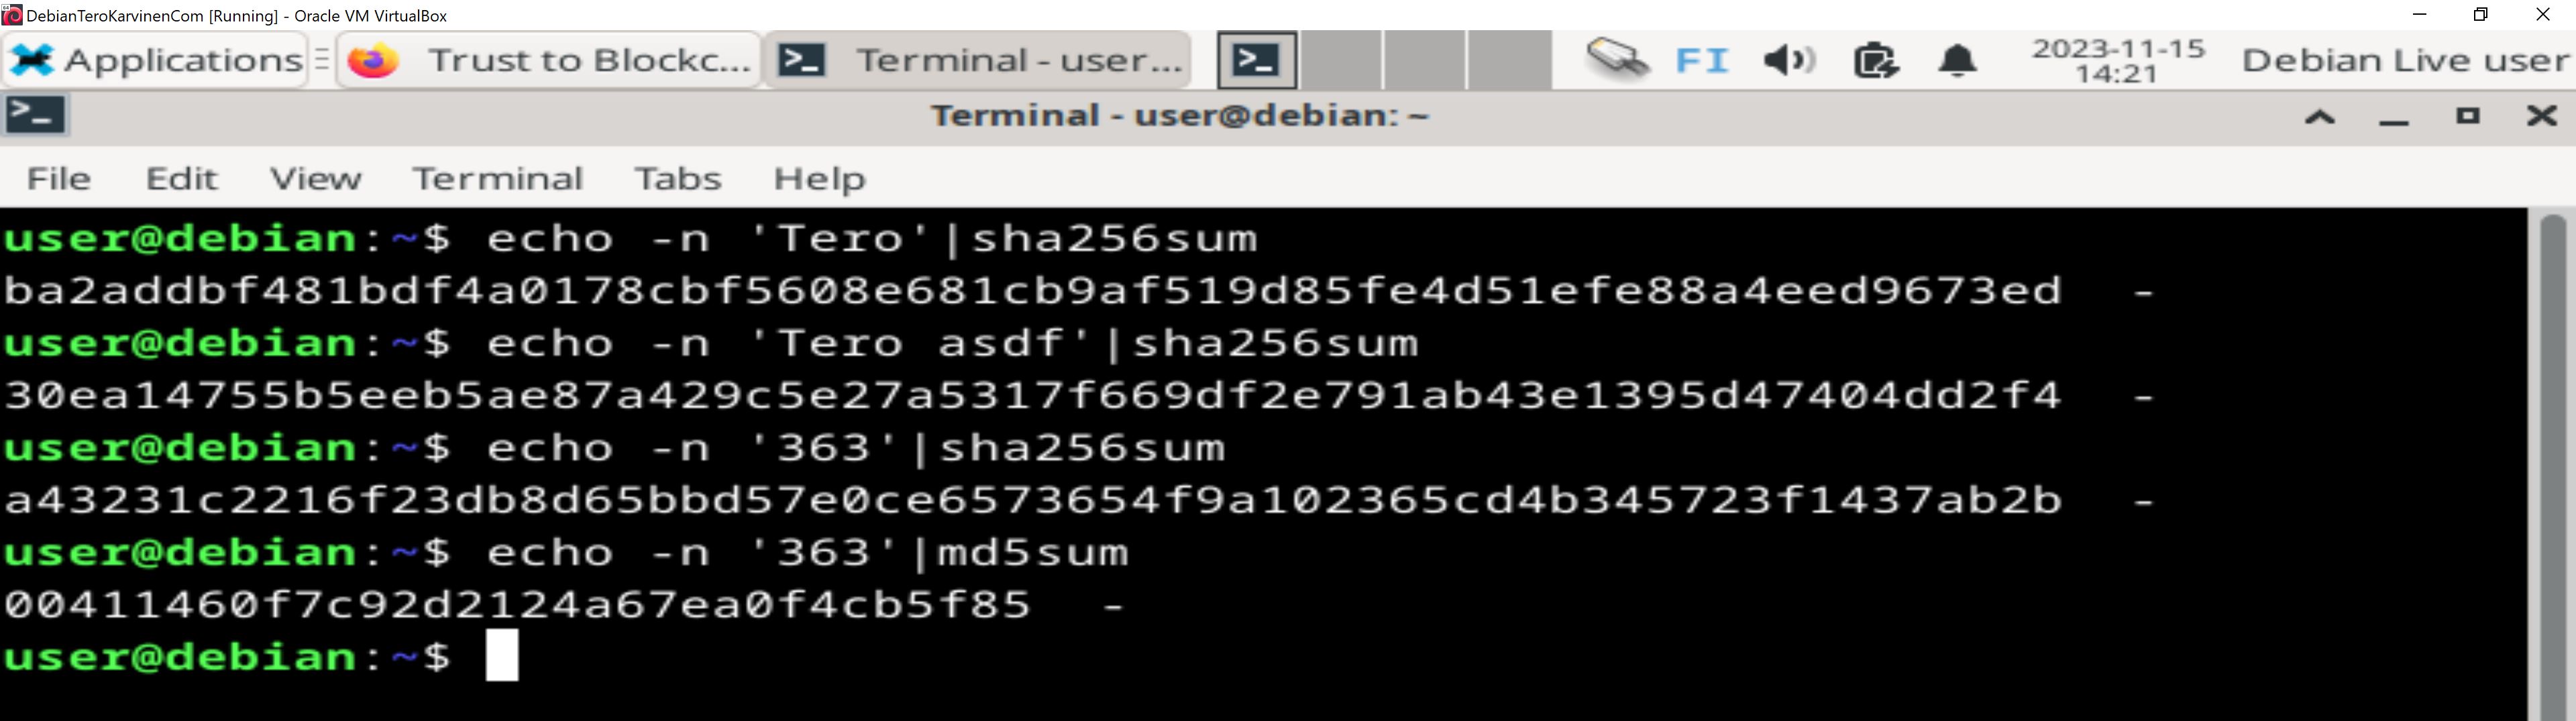 DebianTeroKarvinenCom [Running] - Oracle VM VirtualBox
Applications Trust to Blockc... Terminal - user... FI 2023-11-15 14:21 Debian Live user
Terminal - user@debian: ~
File Edit View Terminal Tabs Help
user@debian:~$ echo -n 'Tero'|sha256sum
ba2addbf481bdf4a0178cbf5608e681cb9af519d85fe4d51efe88a4eed9673ed  -
user@debian:~$ echo -n 'Tero asdf'|sha256sum
30ea14755b5eeb5ae87a429c5e27a5317f669df2e791ab43e1395d47404dd2f4  -
user@debian:~$ echo -n '363'|sha256sum
a43231c2216f23db8d65bbd57e0ce6573654f9a102365cd4b345723f1437ab2b  -
user@debian:~$ echo -n '363'|md5sum
00411460f7c92d2124a67ea0f4cb5f85  -
user@debian:~$